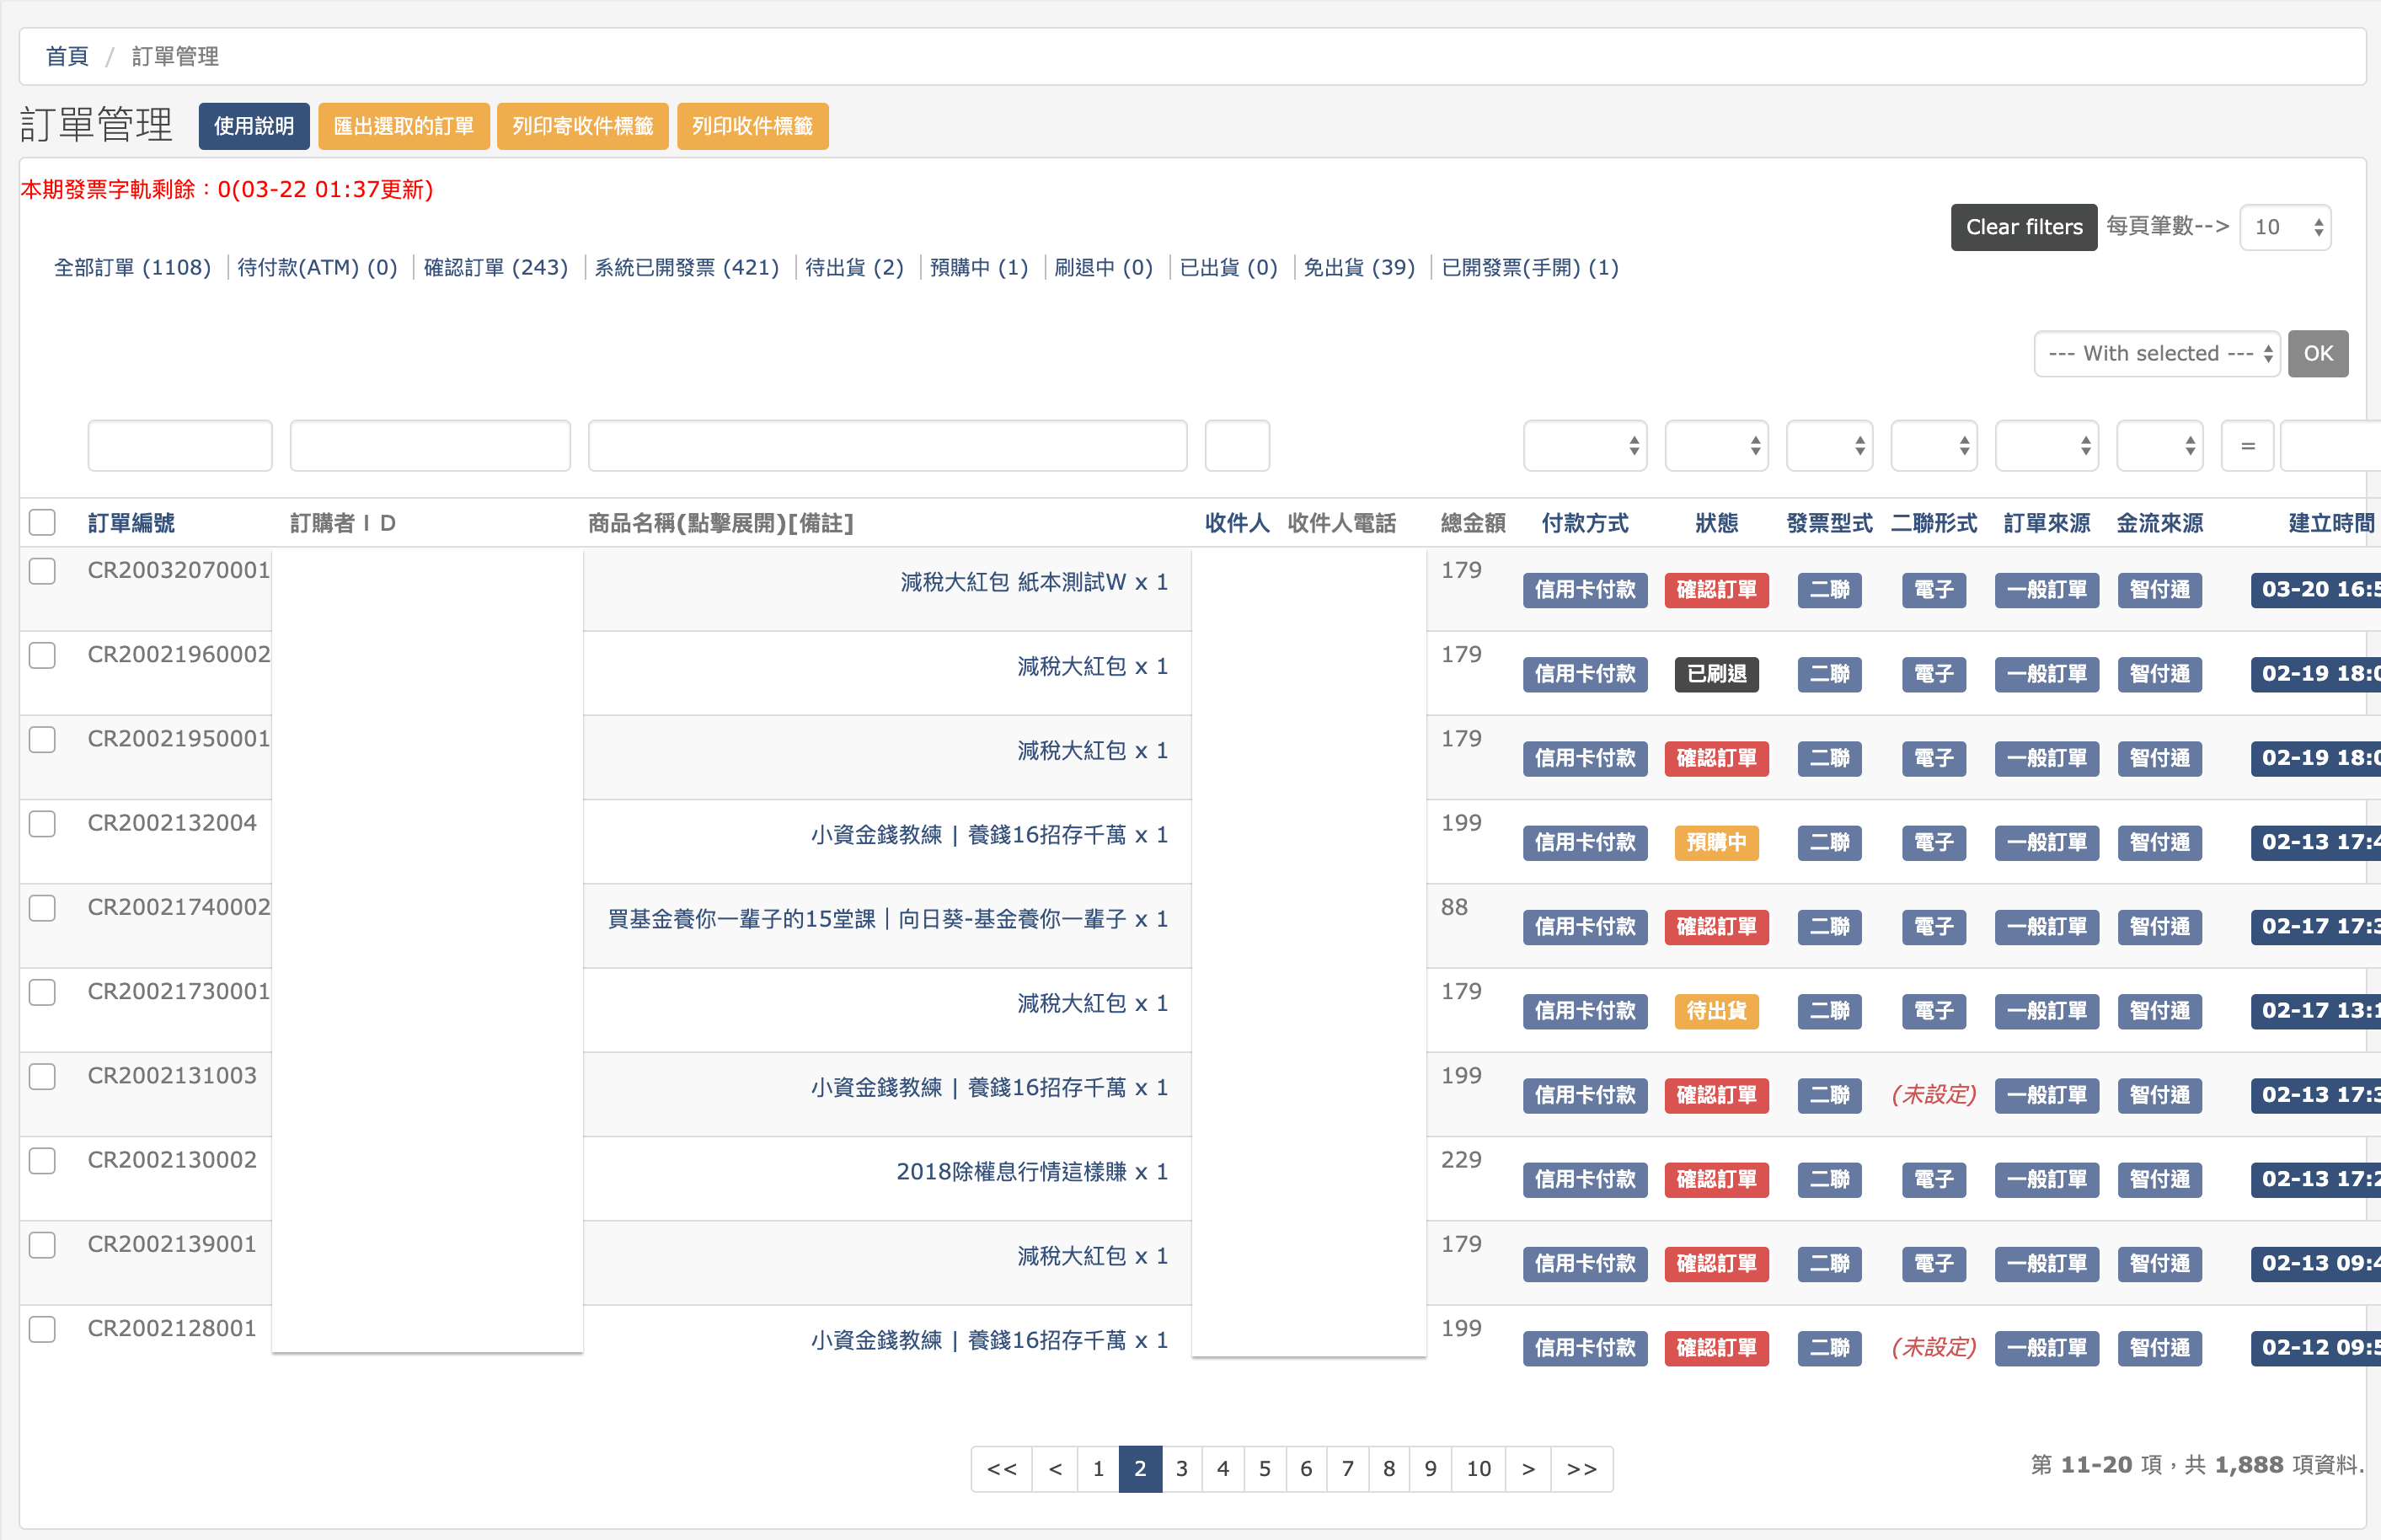 首頁 / 訂單管理
訂單管理 使用說明 匯出選取的訂單 列印寄收件標籤 列印收件標籤
本期發票字軌剩餘：0(03-22 01:37更新)
Clear filters 每頁筆數--> 10
全部訂單 (1108) 待付款(ATM) (0) 確認訂單 (243) 系統已開發票 (421) 待出貨 (2) 預購中 (1) 刷退中 (0) 已出貨 (0) 免出貨 (39) 已開發票(手開) (1)
--- With selected --- OK
=
訂單編號 訂購者ＩＤ 商品名稱(點擊展開)[備註] 收件人 收件人電話 總金額 付款方式 狀態 發票型式 二聯形式 訂單來源 金流來源 建立時間
CR20032070001 減稅大紅包 紙本測試W x 1 179 信用卡付款 確認訂單 二聯 電子 一般訂單 智付通 03-20 16:5
CR20021960002 減稅大紅包 x 1 179 信用卡付款 已刷退 二聯 電子 一般訂單 智付通 02-19 18:0
CR20021950001 減稅大紅包 x 1 179 信用卡付款 確認訂單 二聯 電子 一般訂單 智付通 02-19 18:0
CR2002132004 小資金錢教練 | 養錢16招存千萬 x 1 199 信用卡付款 預購中 二聯 電子 一般訂單 智付通 02-13 17:4
CR20021740002 買基金養你一輩子的15堂課｜向日葵-基金養你一輩子 x 1 88 信用卡付款 確認訂單 二聯 電子 一般訂單 智付通 02-17 17:3
CR20021730001 減稅大紅包 x 1 179 信用卡付款 待出貨 二聯 電子 一般訂單 智付通 02-17 13:1
CR2002131003 小資金錢教練 | 養錢16招存千萬 x 1 199 信用卡付款 確認訂單 二聯 (未設定) 一般訂單 智付通 02-13 17:3
CR2002130002 2018除權息行情這樣賺 x 1 229 信用卡付款 確認訂單 二聯 電子 一般訂單 智付通 02-13 17:2
CR2002139001 減稅大紅包 x 1 179 信用卡付款 確認訂單 二聯 電子 一般訂單 智付通 02-13 09:4
CR2002128001 小資金錢教練 | 養錢16招存千萬 x 1 199 信用卡付款 確認訂單 二聯 (未設定) 一般訂單 智付通 02-12 09:5
<< < 1 2 3 4 5 6 7 8 9 10 > >> 第 11-20 項，共 1,888 項資料.